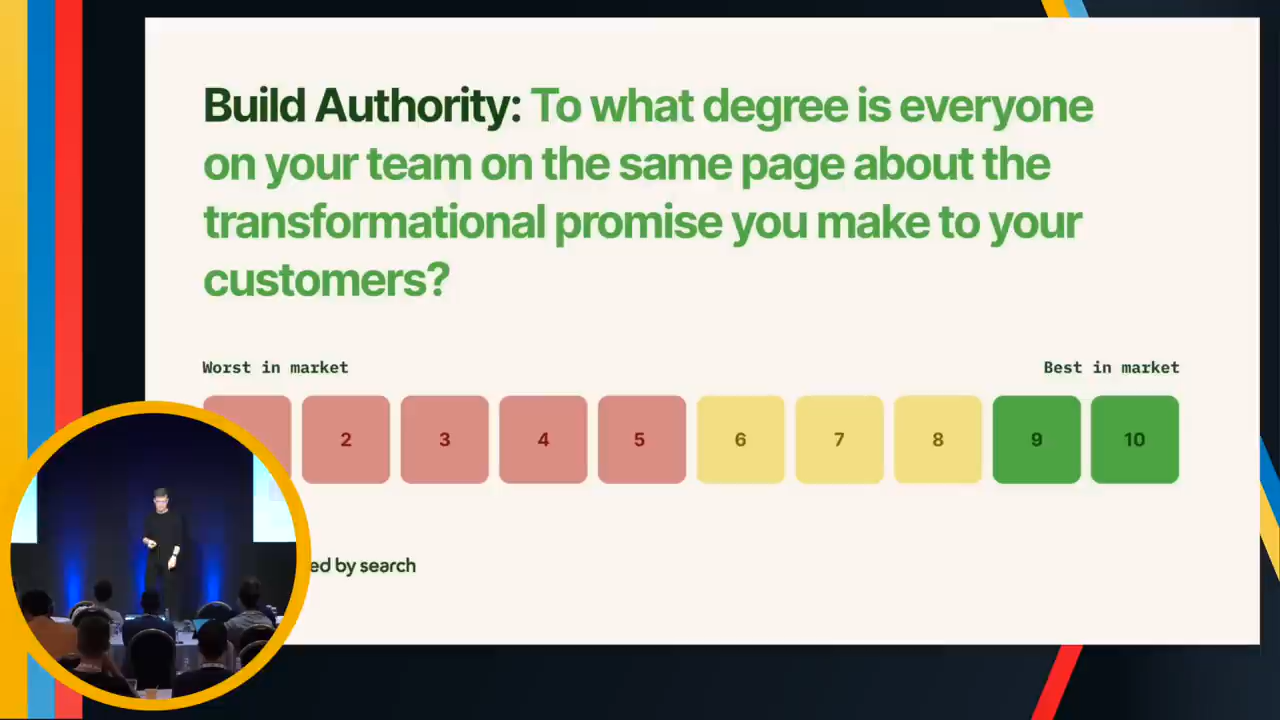 Build Authority: To what degree is everyone
on your team on the same page about the
transformational promise you make to your
customers?
Worst in market
Best in market
2 3 4 5 6 7 8 9 10
by search